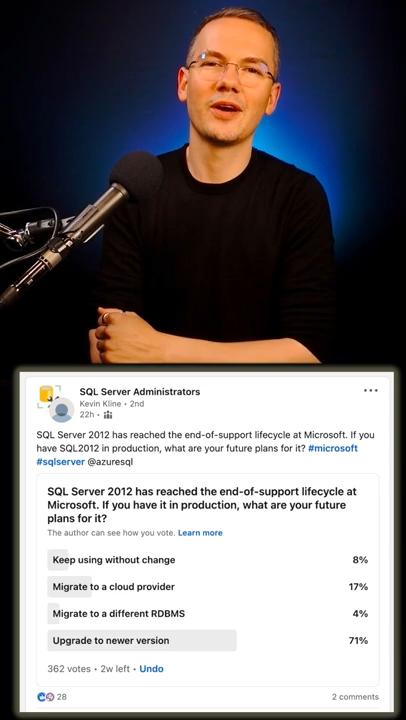 SQL Server Administrators
Kevin Kline • 2nd
22h •
SQL Server 2012 has reached the end-of-support lifecycle at Microsoft. If you
have SQL2012 in production, what are your future plans for it? #microsoft
#sqlserver @azuresql
SQL Server 2012 has reached the end-of-support lifecycle at
Microsoft. If you have it in production, what are your future
plans for it?
The author can see how you vote. Learn more
Keep using without change 8%
Migrate to a cloud provider 17%
Migrate to a different RDBMS 4%
Upgrade to newer version 71%
362 votes • 2w left • Undo
28 2 comments